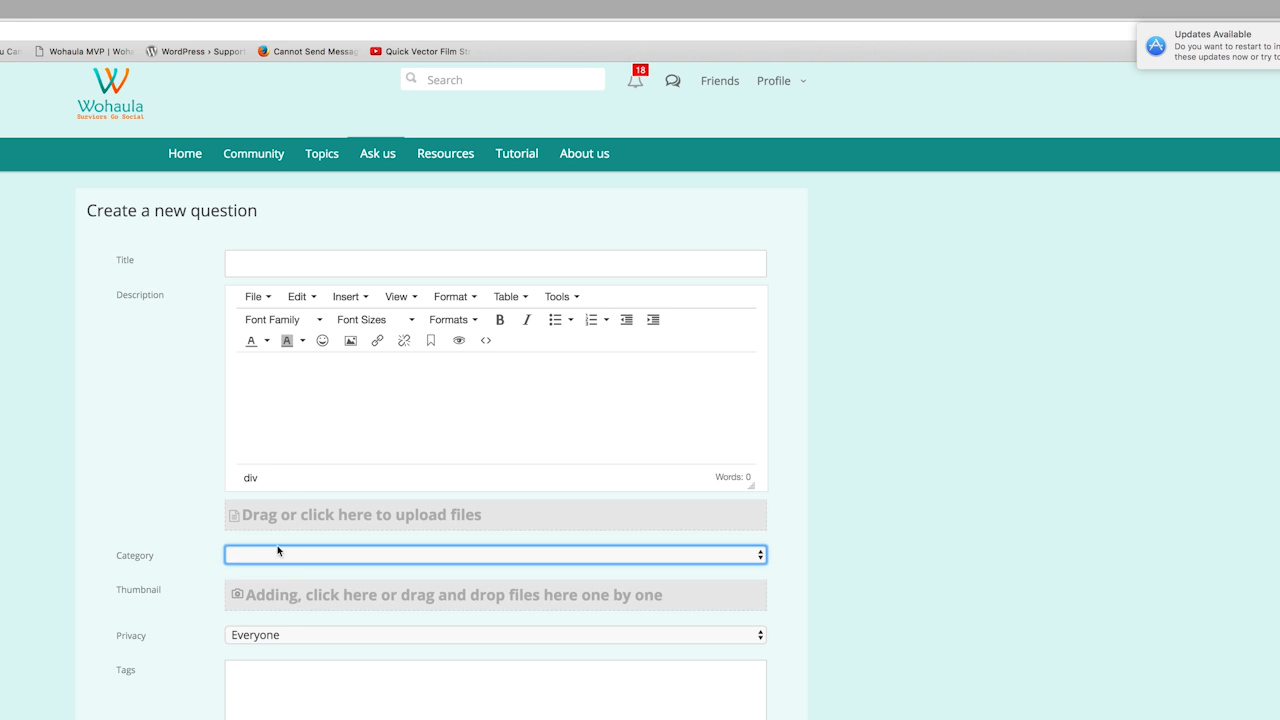 Updates Available
Do you want to restart to in
these updates now or try to
u Can
Wohaula MVP | Woha
WordPress › Support
Cannot Send Messag
Quick Vector Film St
Wohaula
Surviors Go Social
Search
18
Friends
Profile
Home
Community
Topics
Ask us
Resources
Tutorial
About us
Create a new question
Title
Description
File
Edit
Insert
View
Format
Table
Tools
Font Family
Font Sizes
Formats
B
I
A
A
div
Words: 0
Drag or click here to upload files
Category
Thumbnail
Adding, click here or drag and drop files here one by one
Privacy
Everyone
Tags